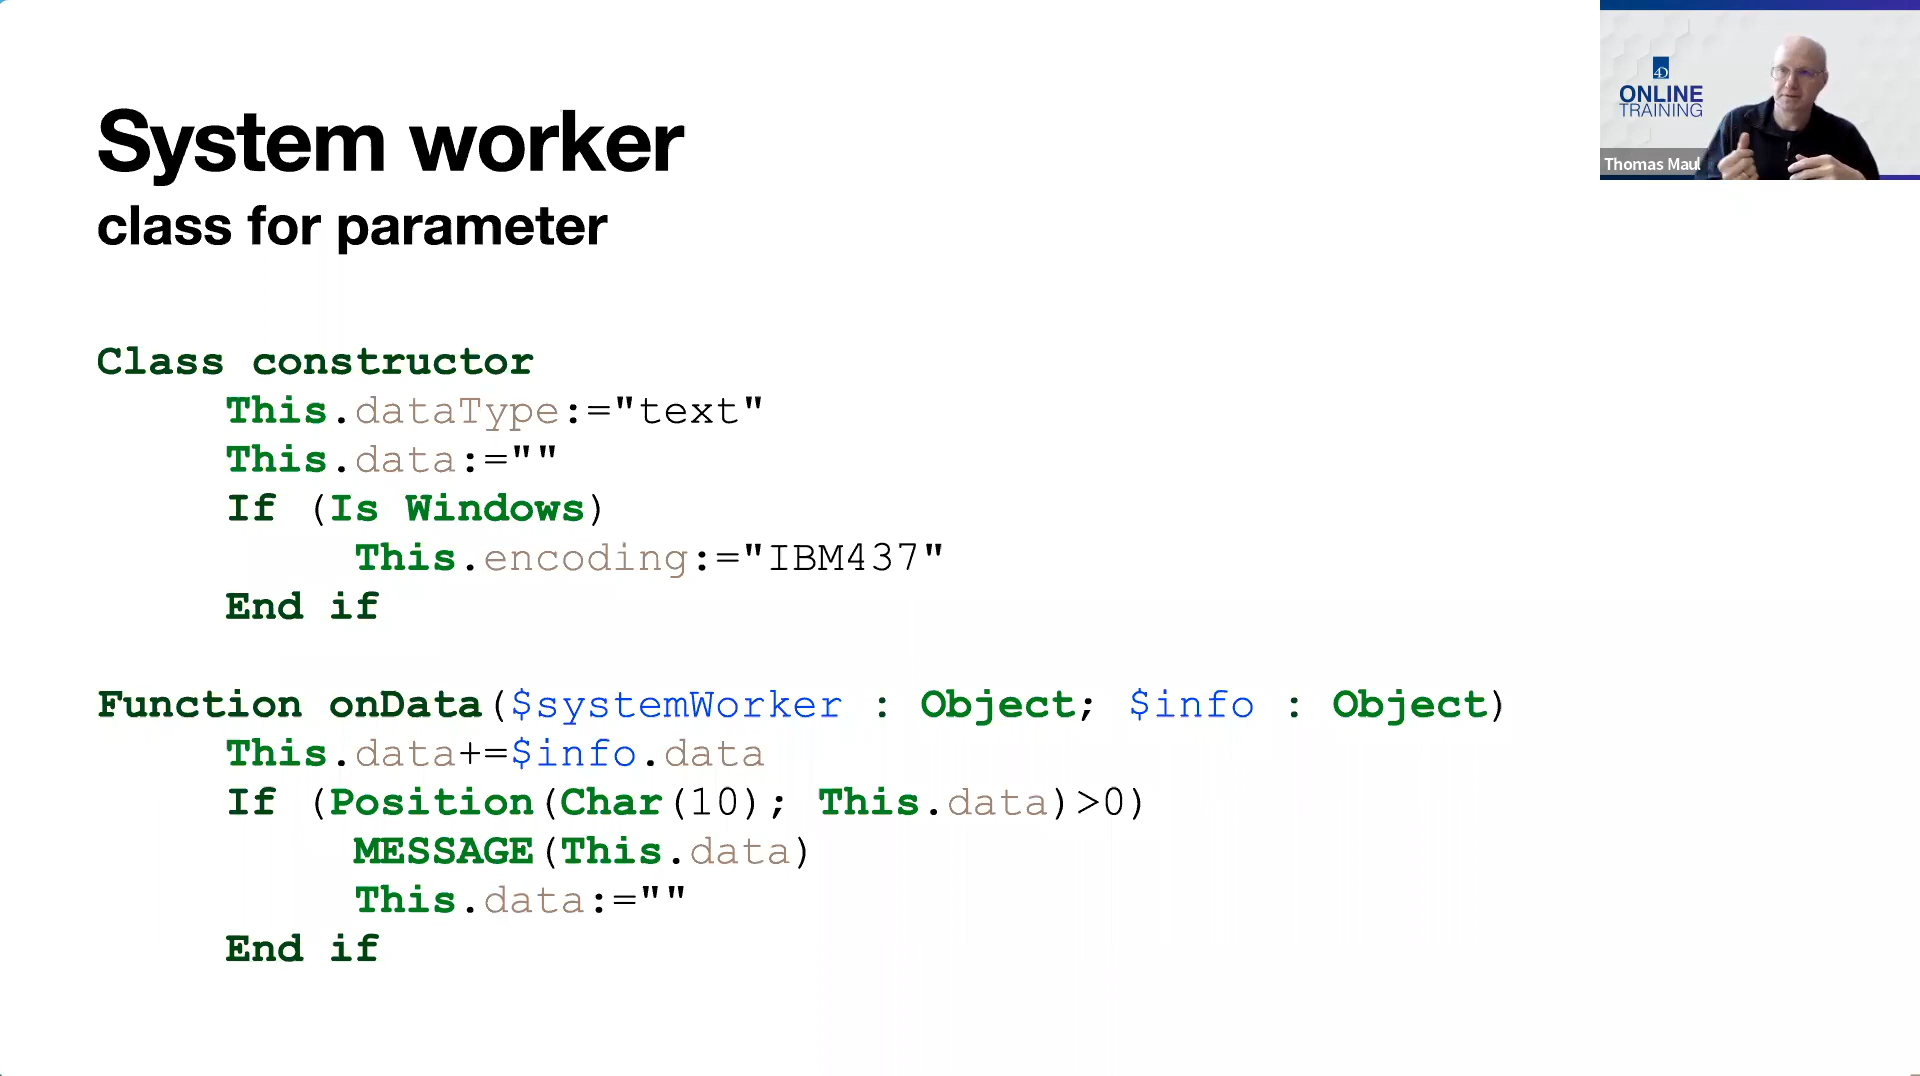 System worker
class for parameter
4D
ONLINE
TRAINING
Thomas Maul
Class constructor
This.dataType:="text"
This.data:=""
If (Is Windows)
This.encoding:="IBM437"
End if
Function onData($systemWorker : Object; $info : Object)
This.data+=$info.data
If (Position(Char(10); This.data)>0)
MESSAGE(This.data)
This.data:=""
End if